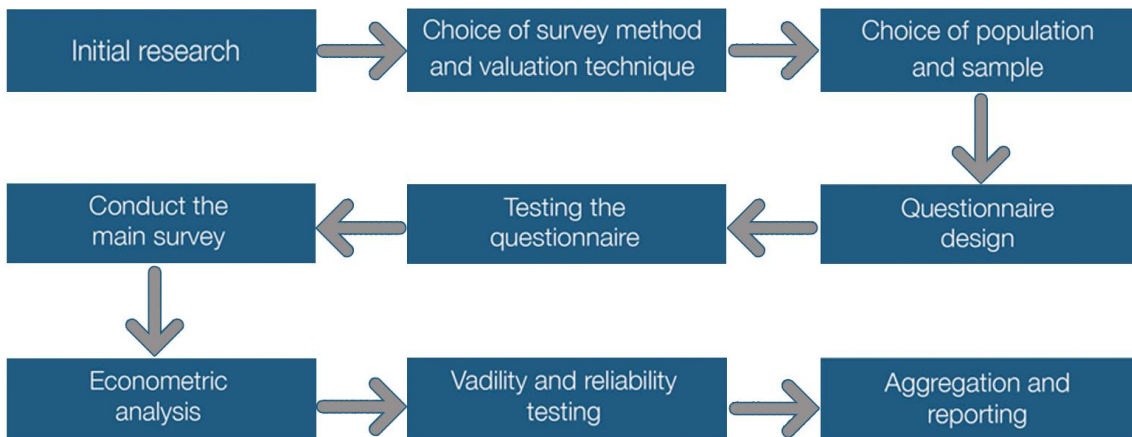 Initial research
Choice of survey method
and valuation technique
Choice of population
and sample
Questionnaire
design
Testing the
questionnaire
Conduct the
main survey
Econometric
analysis
Vadility and reliability
testing
Aggregation and
reporting